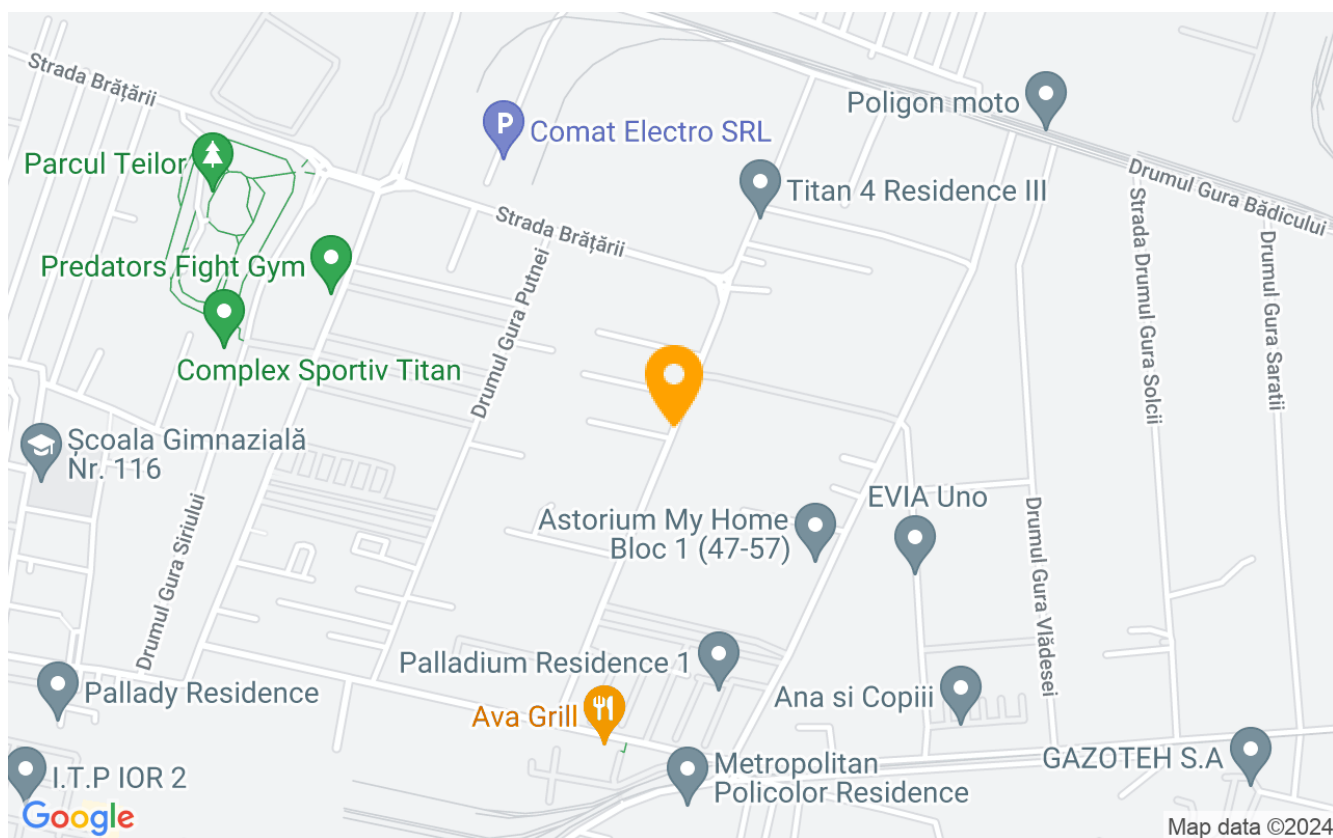 Strada Brățării
Poligon moto
P
Comat Electro SRL
Parcul Teilor
Drumul Gura Bădicului
Titan 4 Residence III
Strada Brățării
Predators Fight Gym
Drumul Gura Putnei
Strada Drumul Gura Solcii
Drumul Gura Saratii
Complex Sportiv Titan
Școala Gimnazială
Nr. 116
EVIA Uno
Astorium My Home
Bloc 1 (47-57)
Drumul Gura Siriului
Drumul Gura Vlădesei
Palladium Residence 1
Pallady Residence
Ana si Copiii
Ava Grill
GAZOTEH S.A
Metropolitan
Policolor Residence
I.T.P IOR 2
Google
Map data ©2024